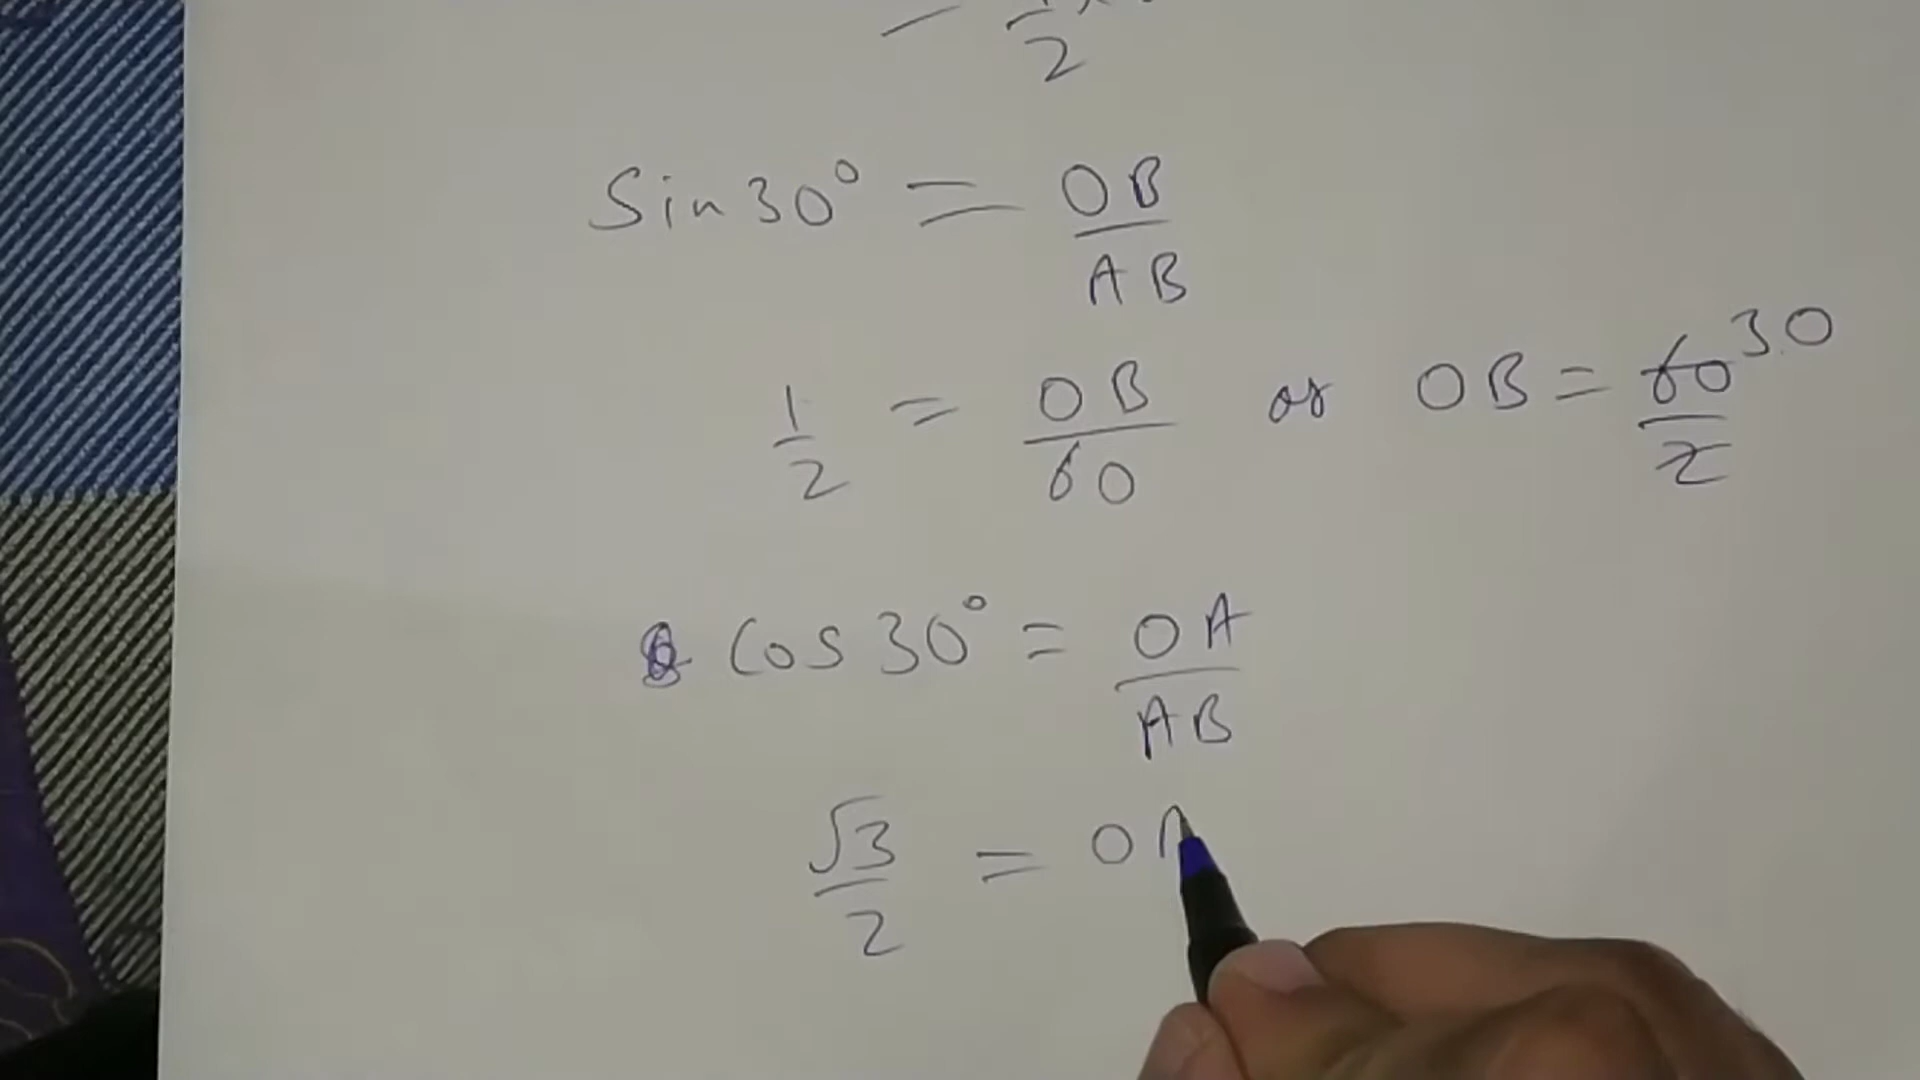 2
Sin 30° = OB/AB
1/2 = OB/60 or OB = 60/2 30
Cos 30° = OA/AB
√3/2 = OA